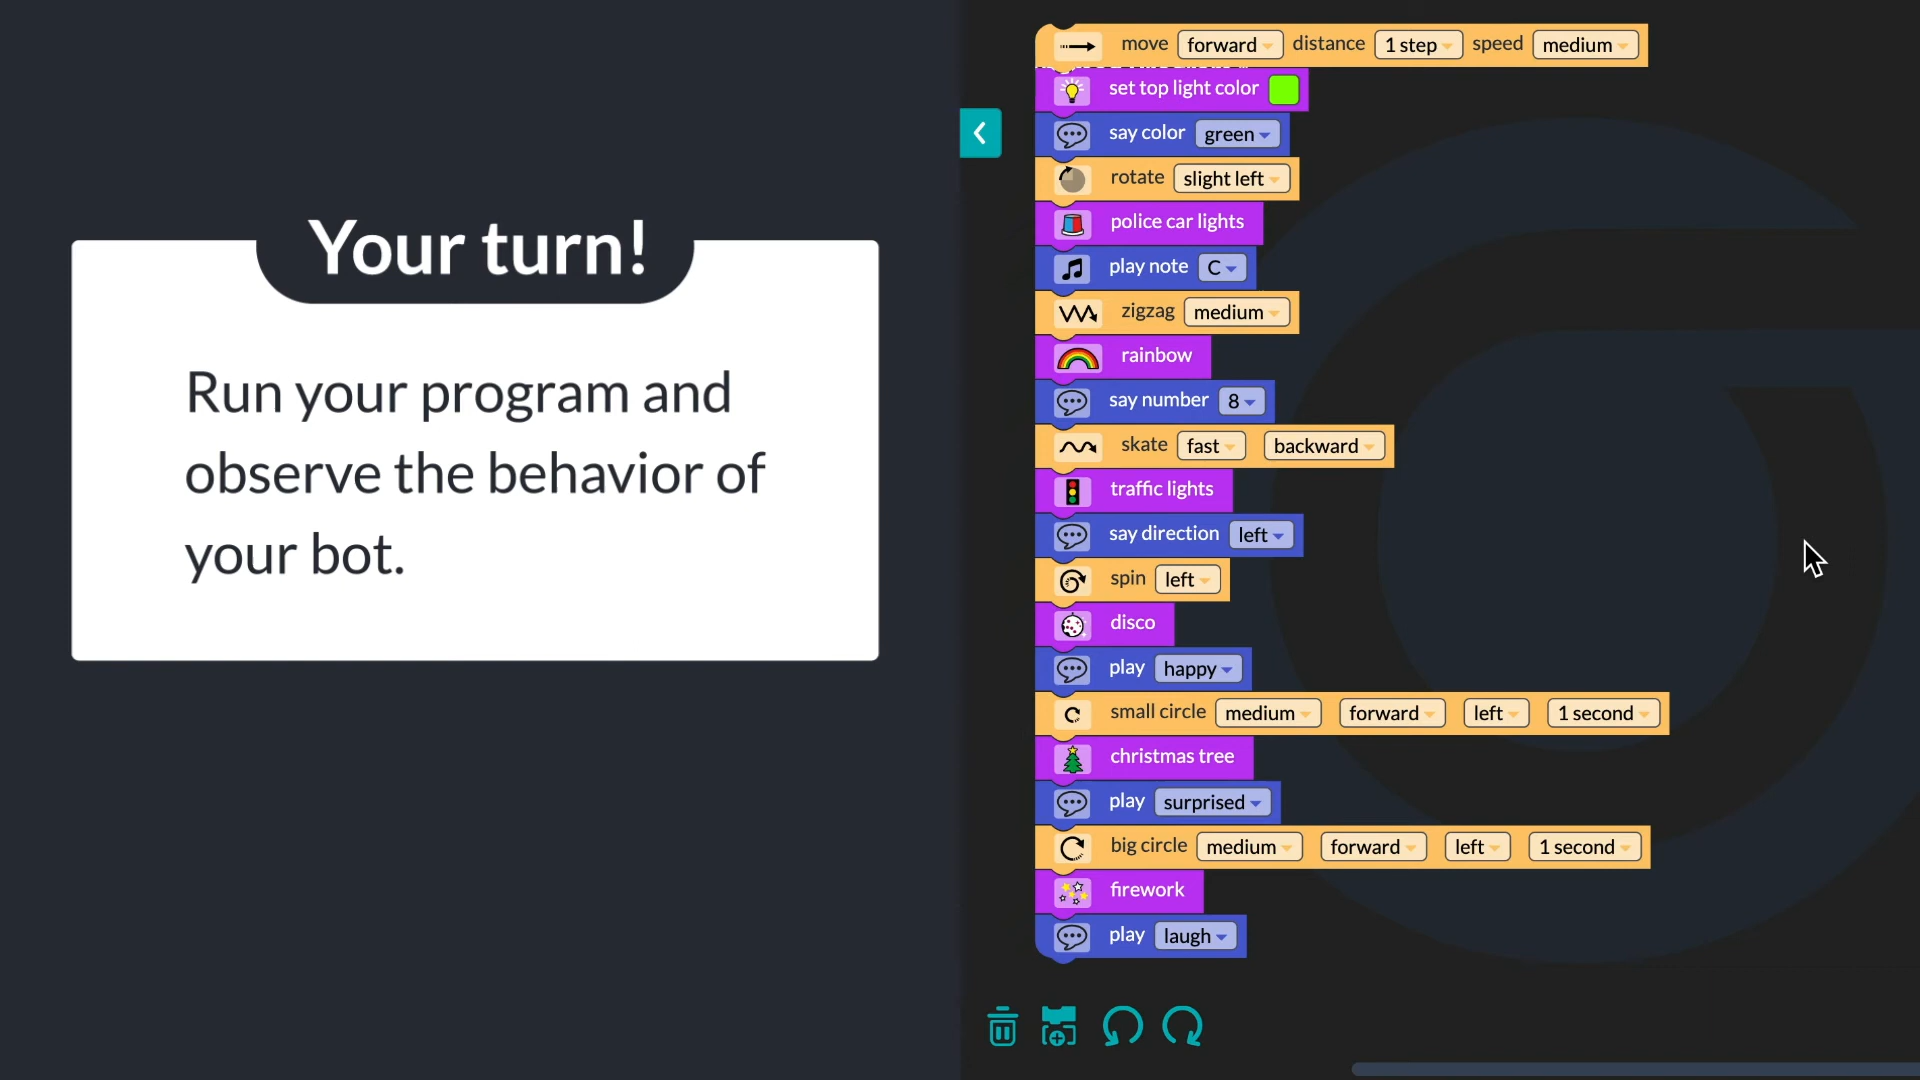 Your turn!
Run your program and
observe the behavior of
your bot.
move forward distance 1 step speed medium
set top light color
say color green
rotate slight left
police car lights
play note C
zigzag medium
rainbow
say number 8
skate fast backward
traffic lights
say direction left
spin left
disco
play happy
small circle medium forward left 1 second
christmas tree
play surprised
big circle medium forward left 1 second
firework
play laugh